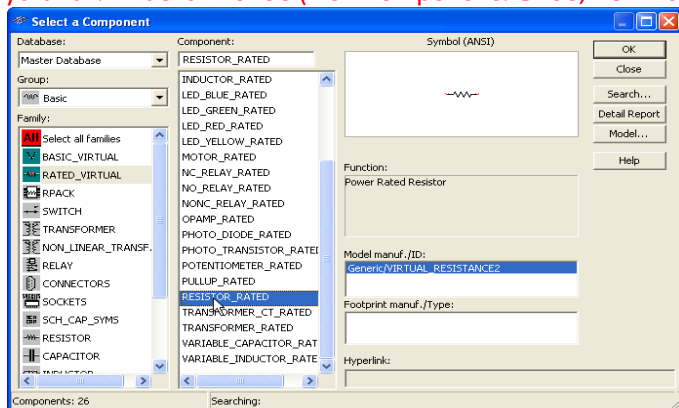 Select a Component
Database:
Master Database
Group:
Basic
Family:
All Select all families
BASIC_VIRTUAL
RATED_VIRTUAL
RPACK
SWITCH
TRANSFORMER
NON_LINEAR_TRANSF.
RELAY
CONNECTORS
SOCKETS
SCH_CAP_SYMS
RESISTOR
CAPACITOR
Component:
RESISTOR_RATED
INDUCTOR_RATED
LED_BLUE_RATED
LED_GREEN_RATED
LED_RED_RATED
LED_YELLOW_RATED
MOTOR_RATED
NC_RELAY_RATED
NO_RELAY_RATED
NONC_RELAY_RATED
OPAMP_RATED
PHOTO_DIODE_RATED
PHOTO_TRANSISTOR_RATE
POTENTIOMETER_RATED
PULLUP_RATED
RESISTOR_RATED
TRANSFORMER_CT_RATED
TRANSFORMER_RATED
VARIABLE_CAPACITOR_RAT
VARIABLE_INDUCTOR_RATE
Symbol (ANSI)
Function:
Power Rated Resistor
Model manuf./ID:
Generic/VIRTUAL_RESISTANCE2
Footprint manuf./Type:
Hyperlink:
OK
Close
Search...
Detail Report
Model...
Help
Components: 26
Searching: